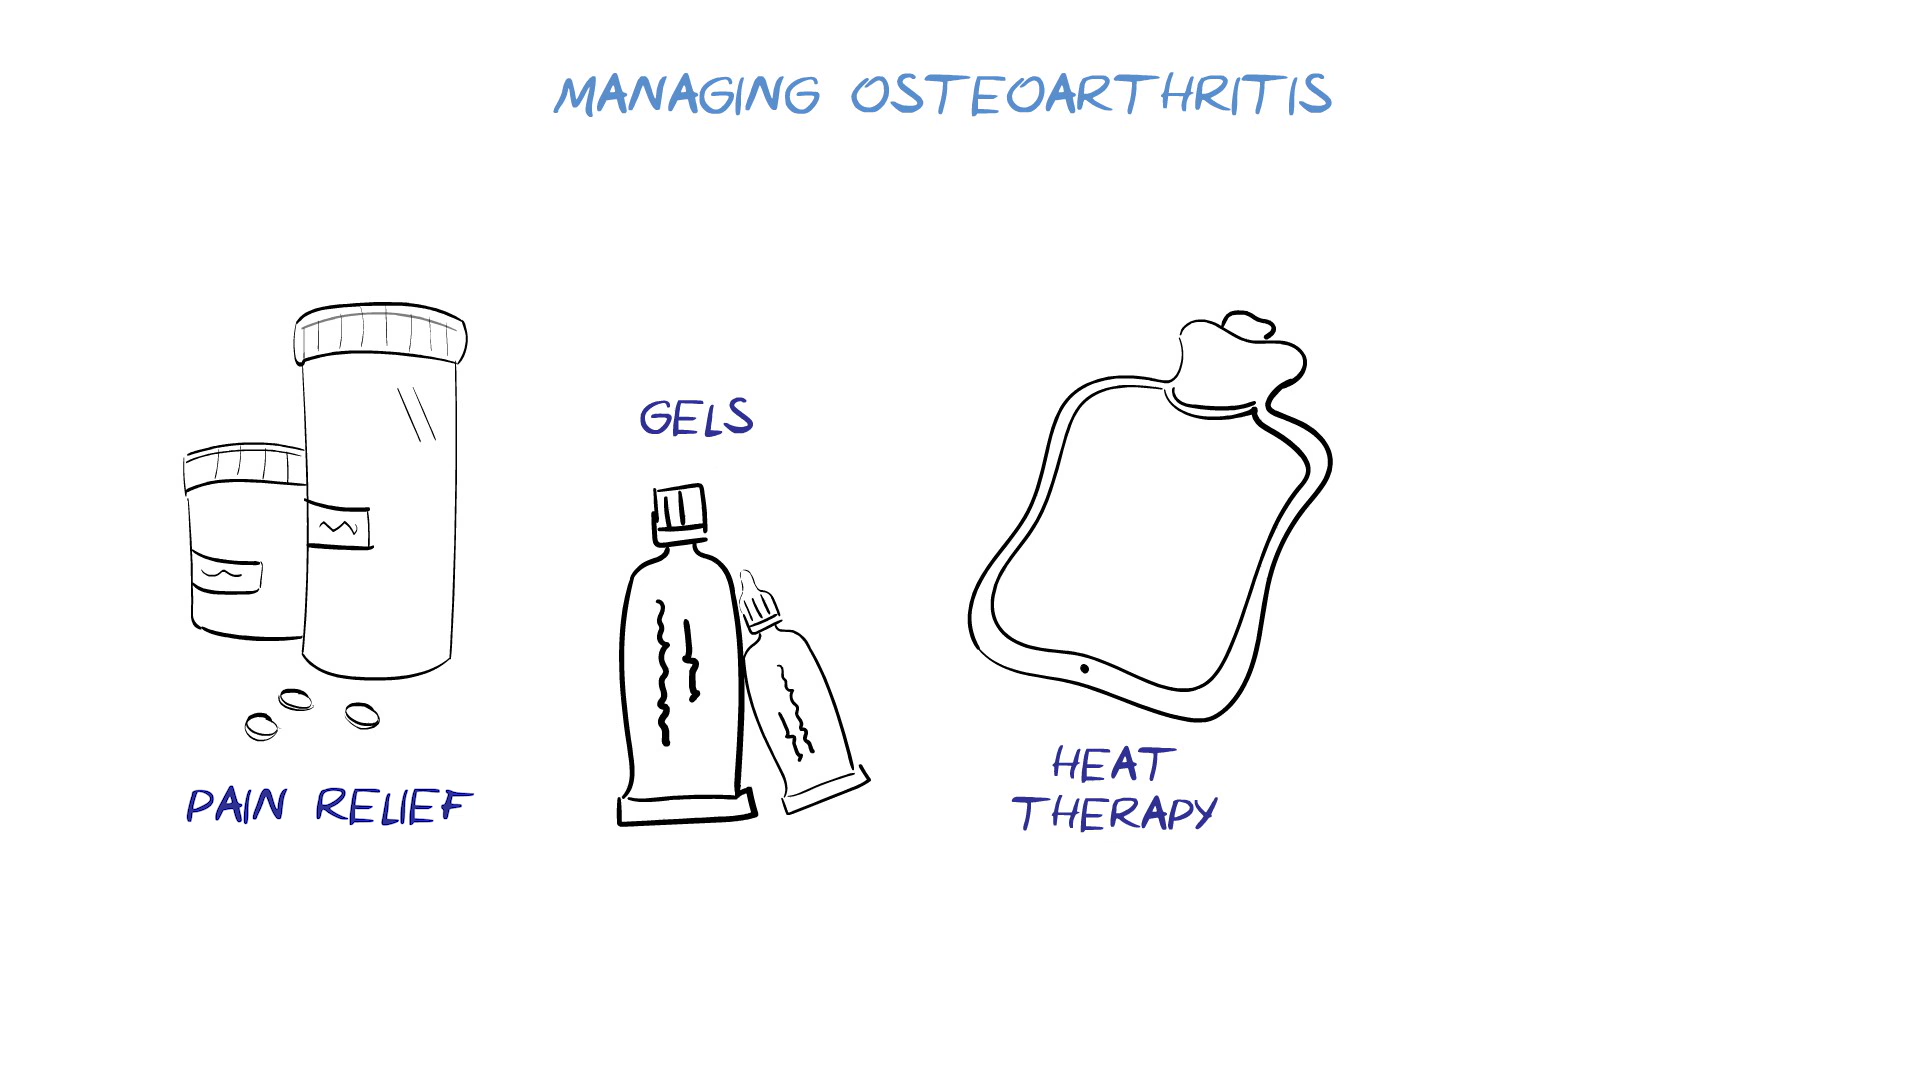 MANAGING OSTEOARTHRITIS
PAIN RELIEF
GELS
HEAT
THERAPY